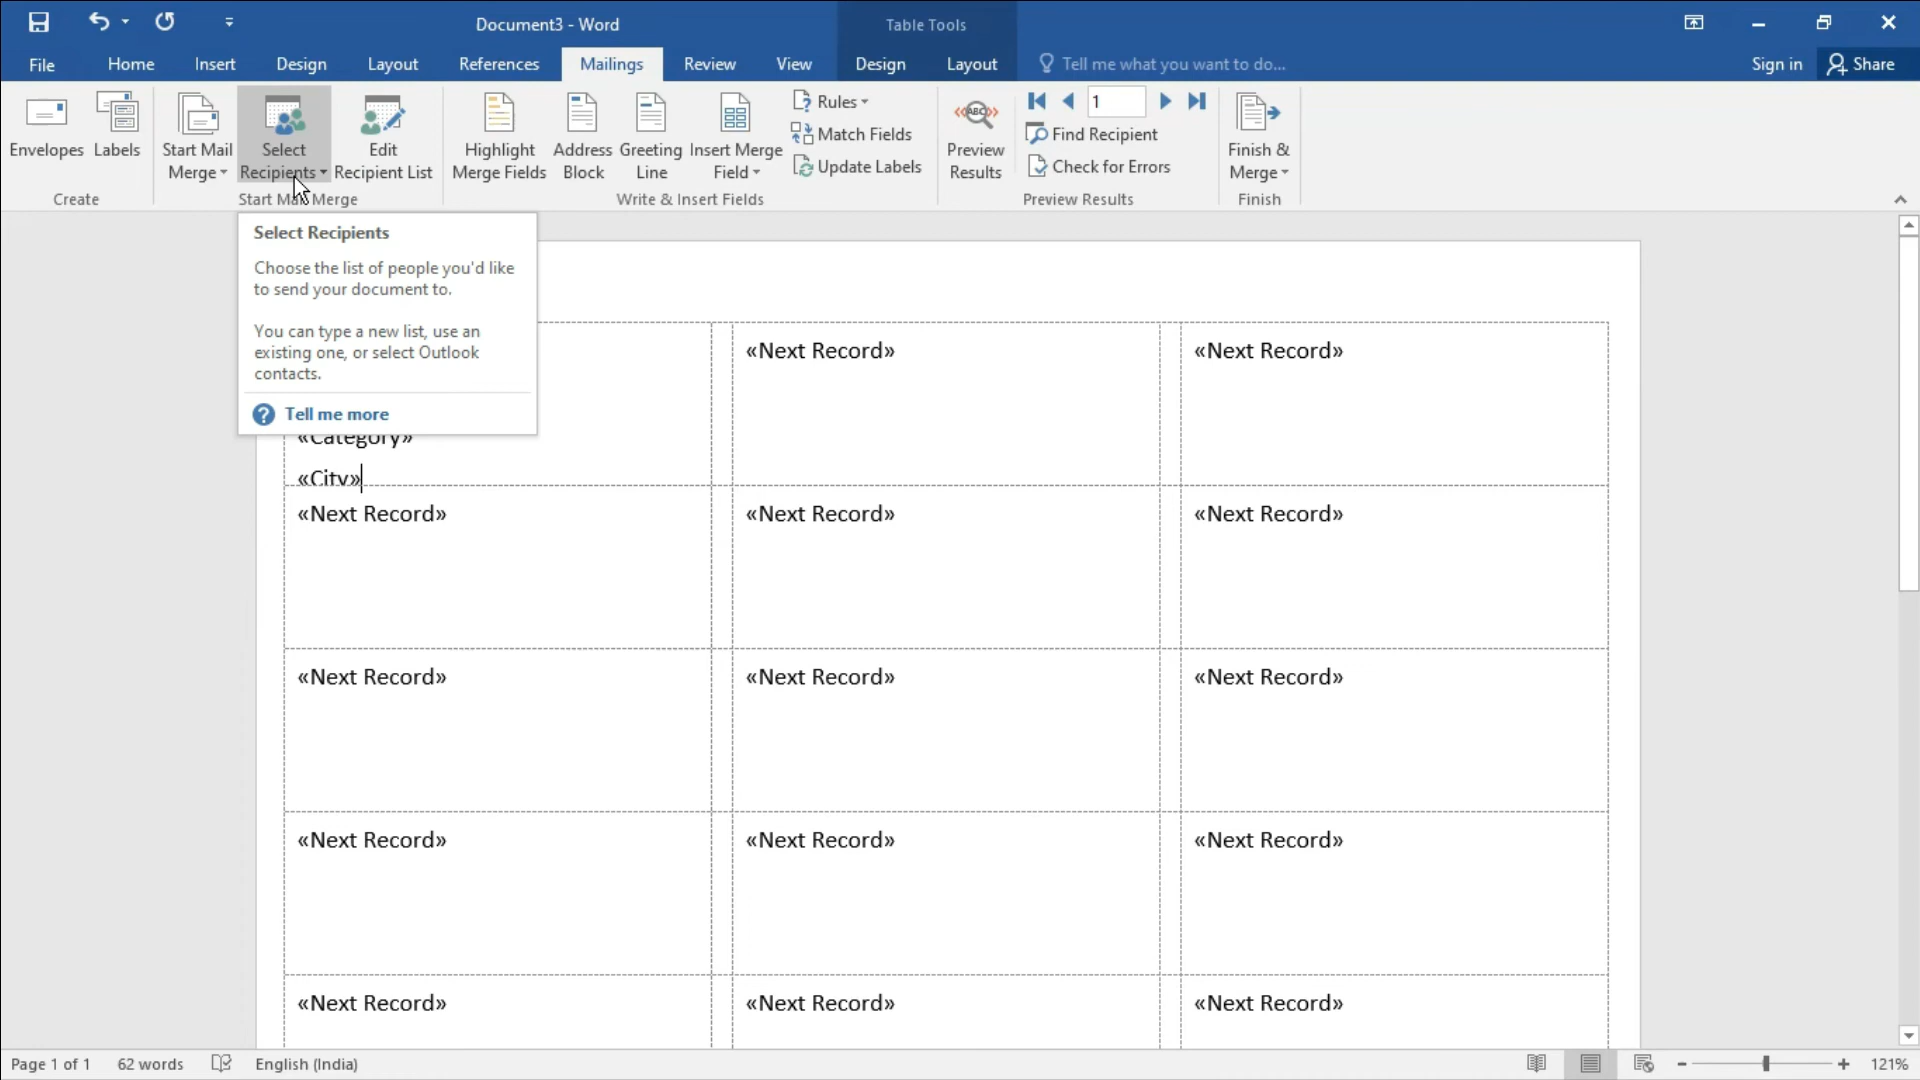 Document3 - Word
Table Tools
File
Home
Insert
Design
Layout
References
Mailings
Review
View
Design
Layout
Tell me what you want to do...
Sign in
Share
Envelopes
Labels
Start Mail
Merge
Select
Recipients
Edit
Recipient List
Highlight
Merge Fields
Address
Block
Greeting
Line
Insert Merge
Field
Rules
Match Fields
Update Labels
Preview
Results
1
Find Recipient
Check for Errors
Finish &
Merge
Create
Start Mail Merge
Write & Insert Fields
Preview Results
Finish
Select Recipients
Choose the list of people you'd like
to send your document to.
You can type a new list, use an
existing one, or select Outlook
contacts.
Tell me more
«Next Record»
«Next Record»
«Category»
«City»
«Next Record»
«Next Record»
«Next Record»
«Next Record»
«Next Record»
«Next Record»
«Next Record»
«Next Record»
«Next Record»
«Next Record»
«Next Record»
«Next Record»
Page 1 of 1
62 words
English (India)
121%